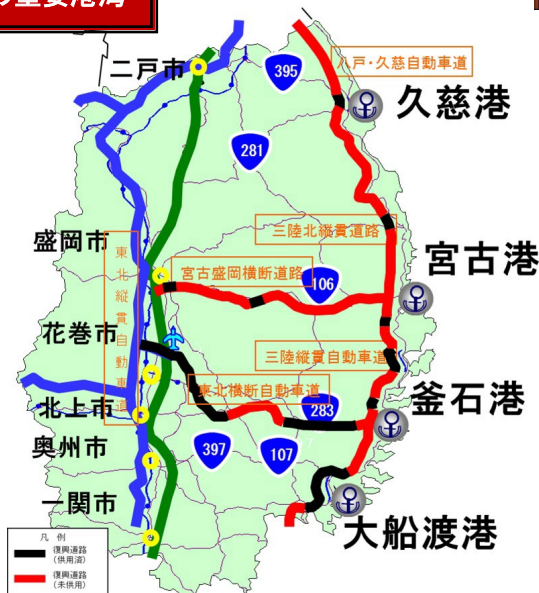 重要港湾
二戸市
395
八戸・久慈自動車道
久慈港
281
盛岡市
三陸北縦貫道路
東北縦貫自動車道
宮古盛岡横断道路
106
宮古港
花巻市
三陸縦貫自動車道
東北横断自動車道
283
釜石港
北上市
奥州市
397
107
一関市
大船渡港
凡 例
復興道路
(供用済)
復興道路
(未供用)